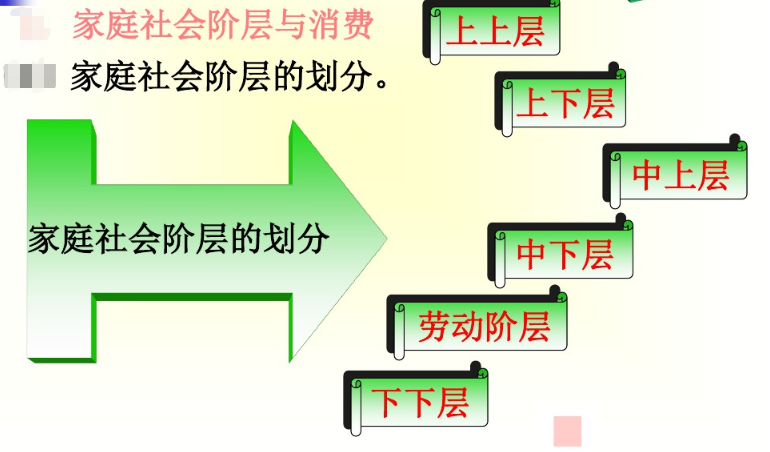 家庭社会阶层与消费
家庭社会阶层的划分。
家庭社会阶层的划分
上上层
上下层
中上层
中下层
劳动阶层
下下层